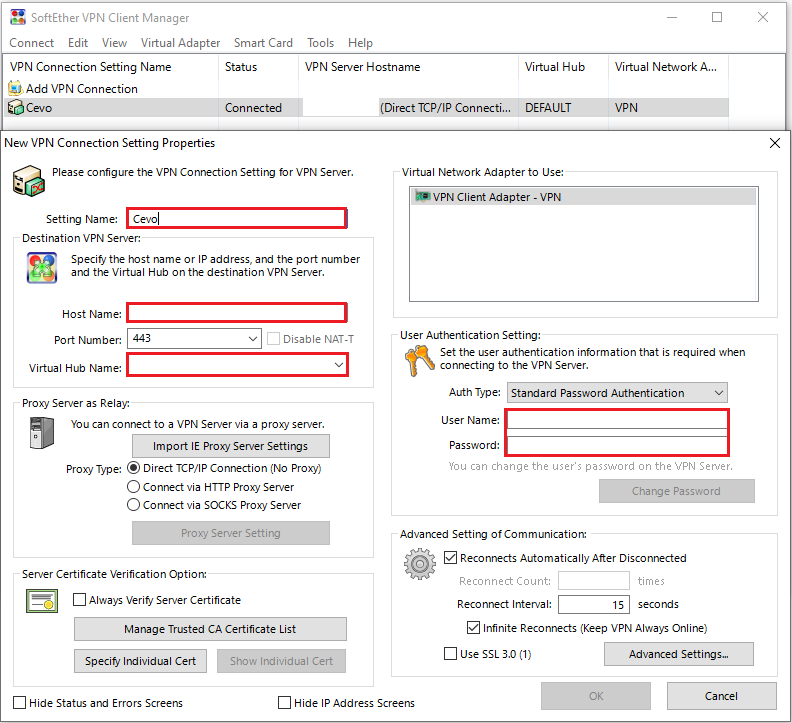 SoftEther VPN Client Manager
Connect Edit View Virtual Adapter Smart Card Tools Help
VPN Connection Setting Name Status VPN Server Hostname Virtual Hub Virtual Network A...
Add VPN Connection
Cevo Connected (Direct TCP/IP Connecti... DEFAULT VPN
New VPN Connection Setting Properties
Please configure the VPN Connection Setting for VPN Server.
Setting Name: Cevo
Destination VPN Server:
Specify the host name or IP address, and the port number
and the Virtual Hub on the destination VPN Server.
Host Name:
Port Number: 443 Disable NAT-T
Virtual Hub Name:
Proxy Server as Relay:
You can connect to a VPN Server via a proxy server.
Import IE Proxy Server Settings
Proxy Type: Direct TCP/IP Connection (No Proxy)
Connect via HTTP Proxy Server
Connect via SOCKS Proxy Server
Proxy Server Setting
Server Certificate Verification Option:
Always Verify Server Certificate
Manage Trusted CA Certificate List
Specify Individual Cert Show Individual Cert
Hide Status and Errors Screens Hide IP Address Screens
Virtual Network Adapter to Use:
VPN Client Adapter - VPN
User Authentication Setting:
Set the user authentication information that is required when
connecting to the VPN Server.
Auth Type: Standard Password Authentication
User Name:
Password:
You can change the user's password on the VPN Server.
Change Password
Advanced Setting of Communication:
Reconnects Automatically After Disconnected
Reconnect Count: times
Reconnect Interval: 15 seconds
Infinite Reconnects (Keep VPN Always Online)
Use SSL 3.0 (1) Advanced Settings...
OK Cancel